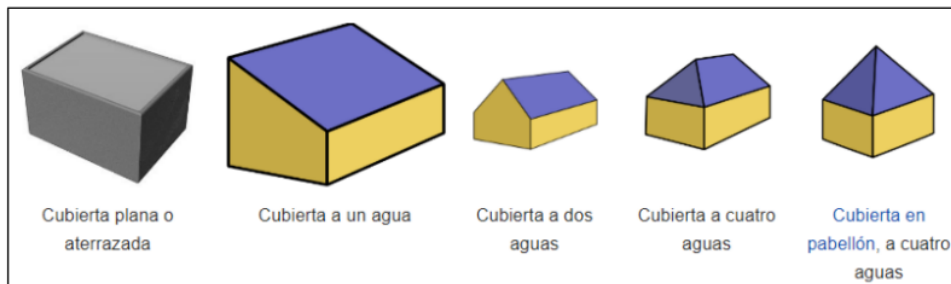 Cubierta plana o
aterrazada
Cubierta a un agua
Cubierta a dos
aguas
Cubierta a cuatro
aguas
Cubierta en
pabellón, a cuatro
aguas